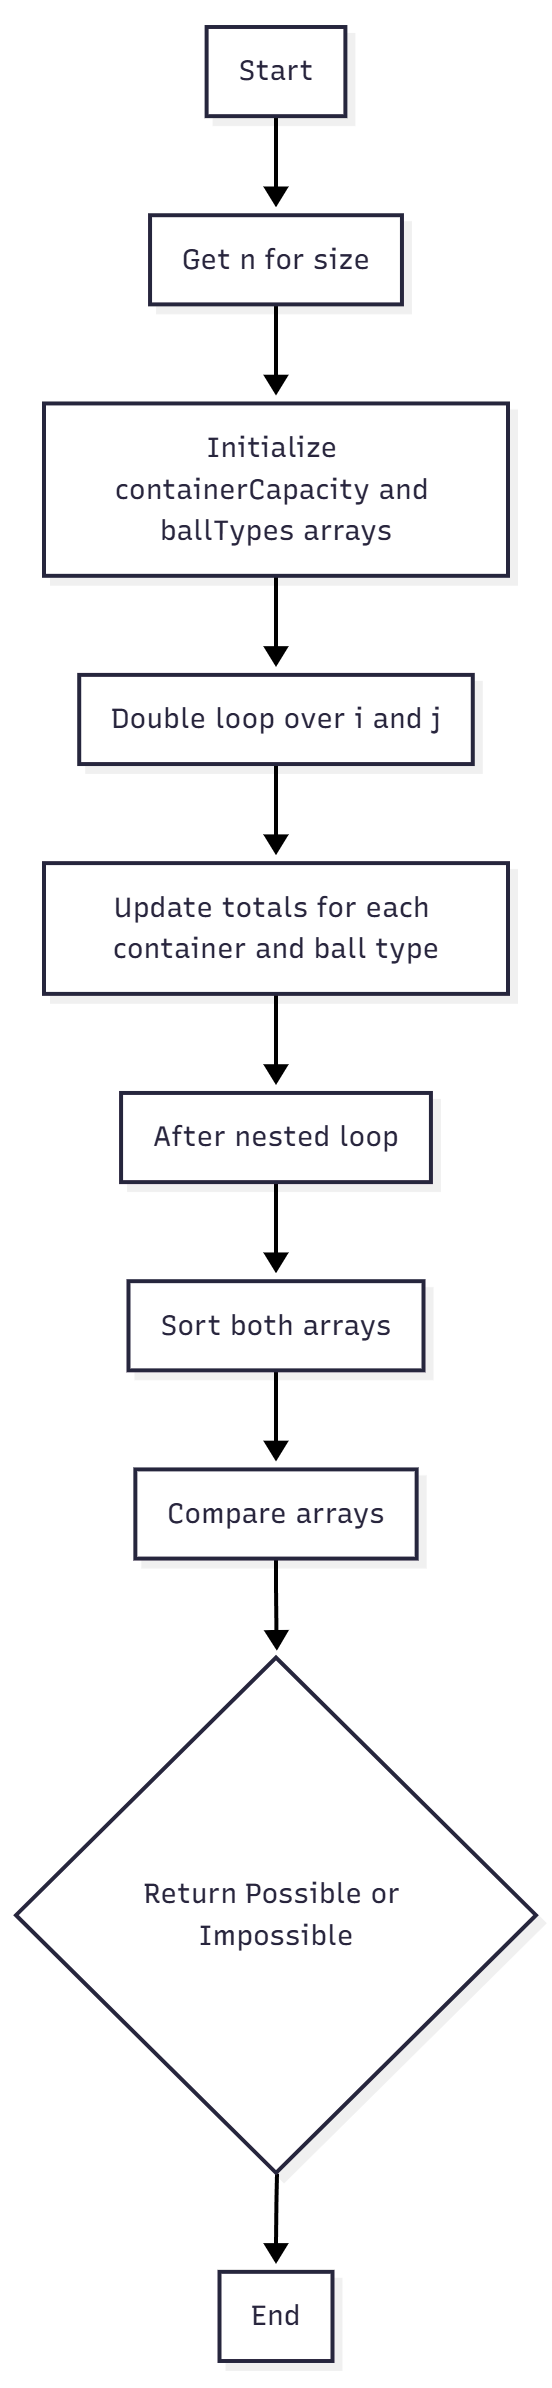 Start
Get n for size
Initialize
containerCapacity and
ballTypes arrays
Double loop over i and j
Update totals for each
container and ball type
After nested loop
Sort both arrays
Compare arrays
Return Possible or
Impossible
End